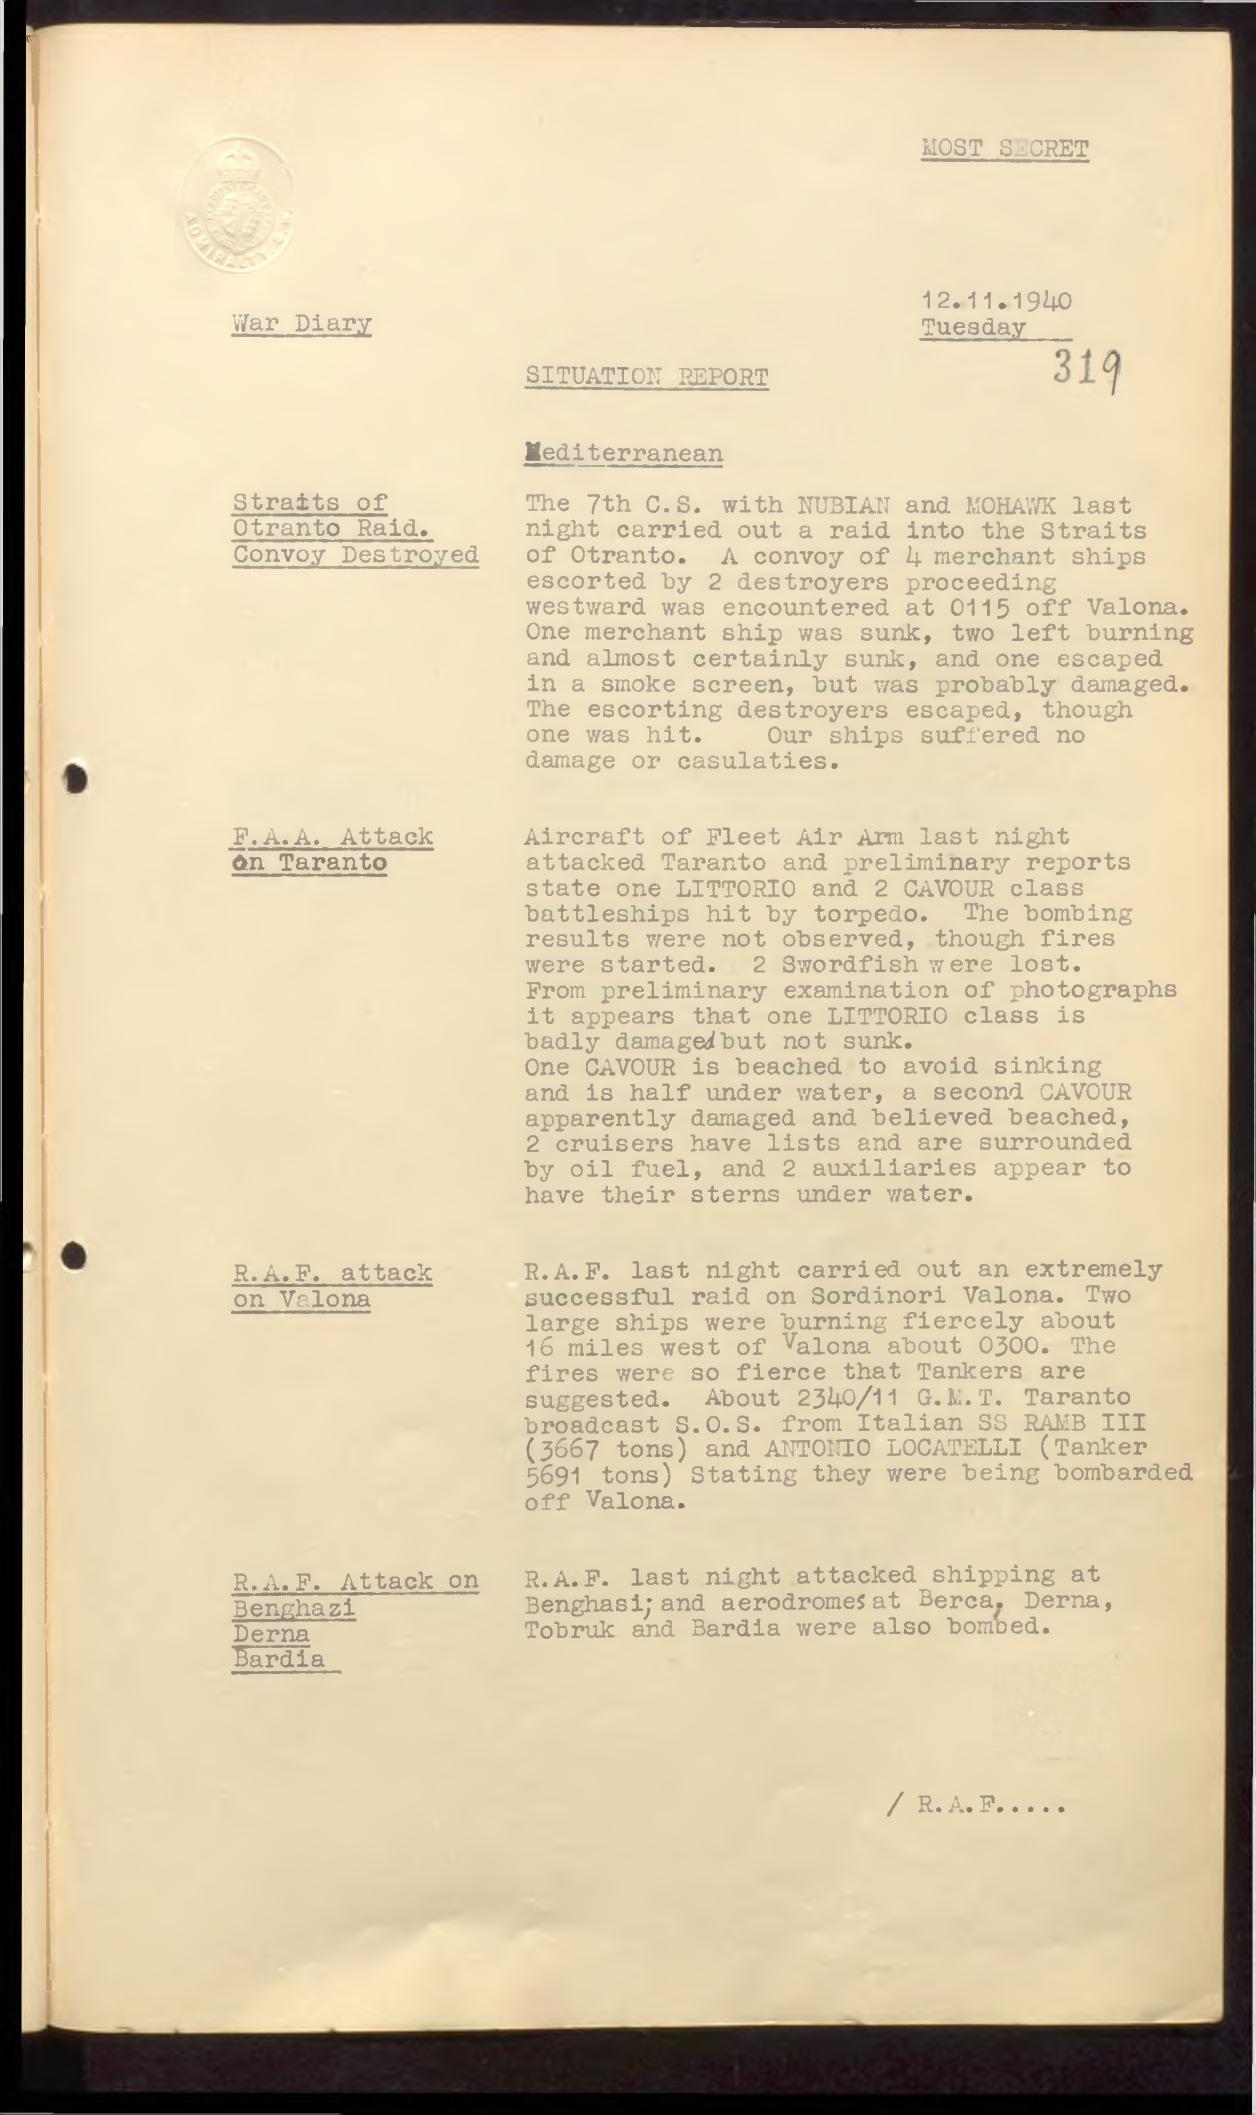 MOST SECRET
ADMIRALTY. S.W.
12.11.1940
War Diary
Tuesday
319
SITUATION REPORT
Mediterranean
Straits of
Otranto Raid.
Convoy Destroyed
The 7th C.S. with NUBIAN and MOHAWK last
night carried out a raid into the Straits
of Otranto. A convoy of 4 merchant ships
escorted by 2 destroyers proceeding
westward was encountered at 0115 off Valona.
One merchant ship was sunk, two left burning
and almost certainly sunk, and one escaped
in a smoke screen, but was probably damaged.
The escorting destroyers escaped, though
one was hit. Our ships suffered no
damage or casulaties.
F.A.A. Attack
On Taranto
Aircraft of Fleet Air Arm last night
attacked Taranto and preliminary reports
state one LITTORIO and 2 CAVOUR class
battleships hit by torpedo. The bombing
results were not observed, though fires
were started. 2 Swordfish were lost.
From preliminary examination of photographs
it appears that one LITTORIO class is
badly damaged but not sunk.
One CAVOUR is beached to avoid sinking
and is half under water, a second CAVOUR
apparently damaged and believed beached,
2 cruisers have lists and are surrounded
by oil fuel, and 2 auxiliaries appear to
have their sterns under water.
R.A.F. attack
on Valona
R.A.F. last night carried out an extremely
successful raid on Sordinori Valona. Two
large ships were burning fiercely about
16 miles west of Valona about 0300. The
fires were so fierce that Tankers are
suggested. About 2340/11 G.M.T. Taranto
broadcast S.O.S. from Italian SS RAMB III
(3667 tons) and ANTONIO LOCATELLI (Tanker
5691 tons) Stating they were being bombarded
off Valona.
R.A.F. Attack on
Benghazi
Derna
Bardia
R.A.F. last night attacked shipping at
Benghasi; and aerodromes at Berca, Derna,
Tobruk and Bardia were also bombed.
/ R.A.F.....